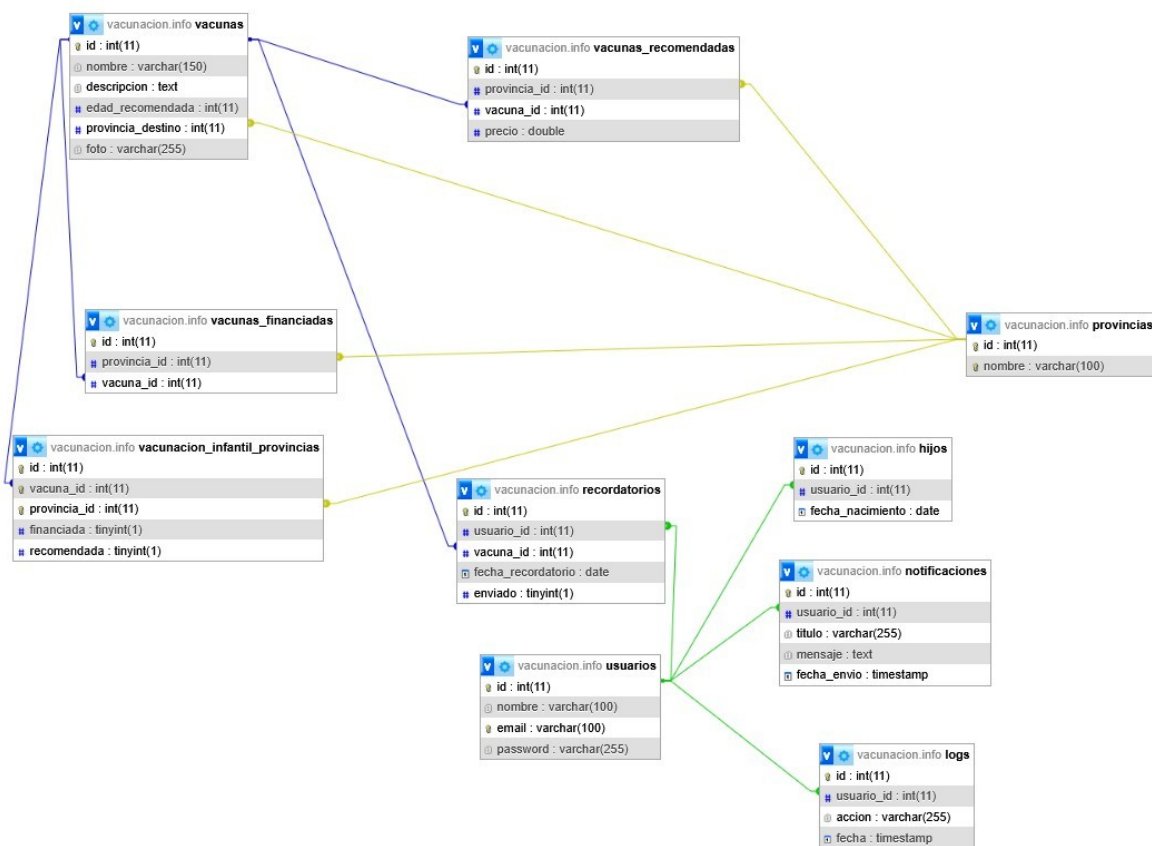 vacunacion.info vacunas
id : int(11)
nombre : varchar(150)
descripcion : text
edad_recomendada : int(11)
provincia_destino : int(11)
foto : varchar(255)
vacunacion.info vacunas_recomendadas
id : int(11)
provincia_id : int(11)
vacuna_id : int(11)
precio : double
vacunacion.info vacunas_financiadas
id : int(11)
provincia_id : int(11)
vacuna_id : int(11)
vacunacion.info provincias
id : int(11)
nombre : varchar(100)
vacunacion.info vacunacion_infantil_provincias
id : int(11)
vacuna_id : int(11)
provincia_id : int(11)
financiada : tinyint(1)
recomendada : tinyint(1)
vacunacion.info recordatorios
id : int(11)
usuario_id : int(11)
vacuna_id : int(11)
fecha_recordatorio : date
enviado : tinyint(1)
vacunacion.info hijos
id : int(11)
usuario_id : int(11)
fecha_nacimiento : date
vacunacion.info notificaciones
id : int(11)
usuario_id : int(11)
titulo : varchar(255)
mensaje : text
fecha_envio : timestamp
vacunacion.info usuarios
id : int(11)
nombre : varchar(100)
email : varchar(100)
password : varchar(255)
vacunacion.info logs
id : int(11)
usuario_id : int(11)
accion : varchar(255)
fecha : timestamp